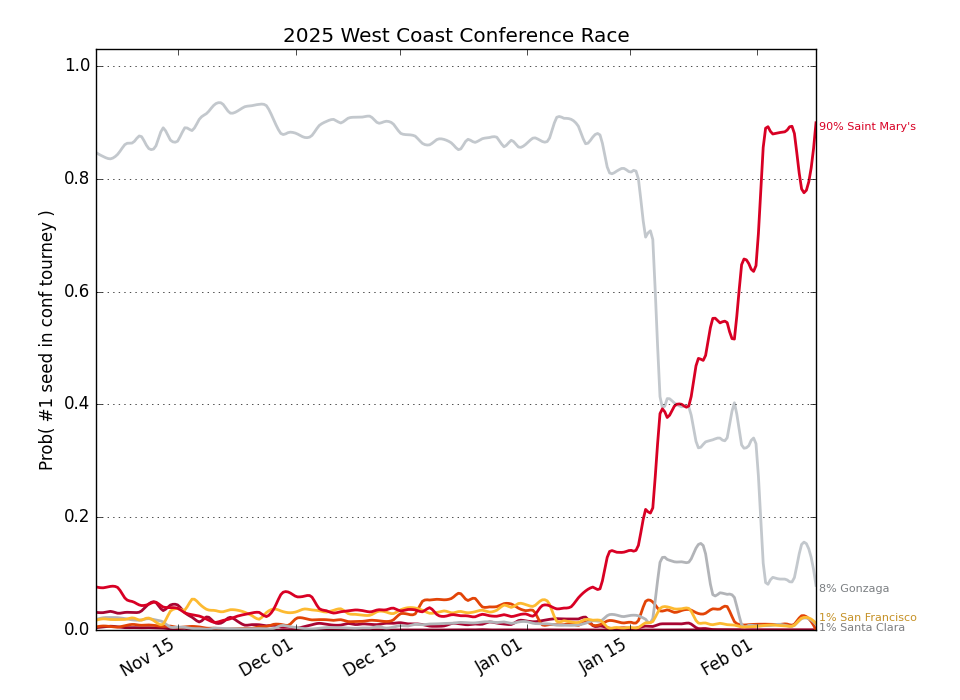 2025 West Coast Conference Race
Prob( #1 seed in conf tourney )
1.0
0.8
0.6
0.4
0.2
0.0
Nov 15
Dec 01
Dec 15
Jan 01
Jan 15
Feb 01
90% Saint Mary's
8% Gonzaga
1% San Francisco
1% Santa Clara